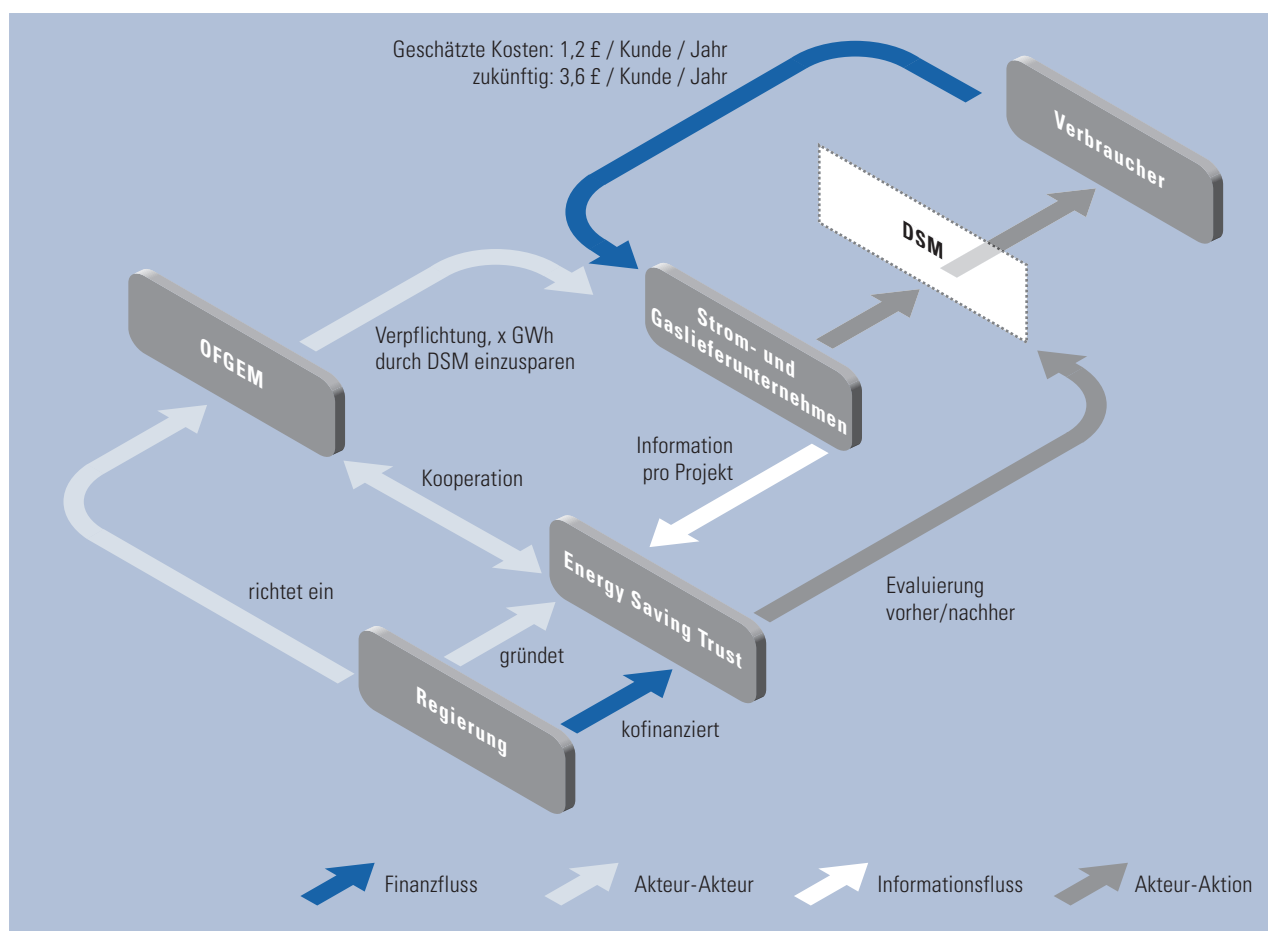 Geschätzte Kosten: 1,2 £ / Kunde / Jahr
zukünftig: 3,6 £ / Kunde / Jahr
Verbraucher
DSM
Strom- und
Gaslieferunternehmen
OFGEM
Verpflichtung, x GWh
durch DSM einzusparen
Information
pro Projekt
Kooperation
Energy Saving Trust
Evaluierung
vorher/nachher
richtet ein
gründet
Regierung
kofinanziert
Finanzfluss
Akteur-Akteur
Informationsfluss
Akteur-Aktion